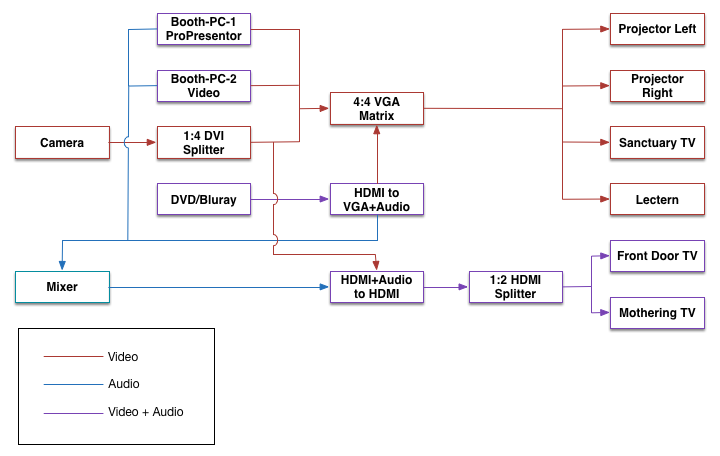 Booth-PC-1
ProPresentor
Projector Left
Booth-PC-2
Video
Projector
Right
4:4 VGA
Matrix
Camera
1:4 DVI
Splitter
Sanctuary TV
DVD/Bluray
HDMI to
VGA+Audio
Lectern
Front Door TV
Mixer
HDMI+Audio
to HDMI
1:2 HDMI
Splitter
Mothering TV
Video
Audio
Video + Audio